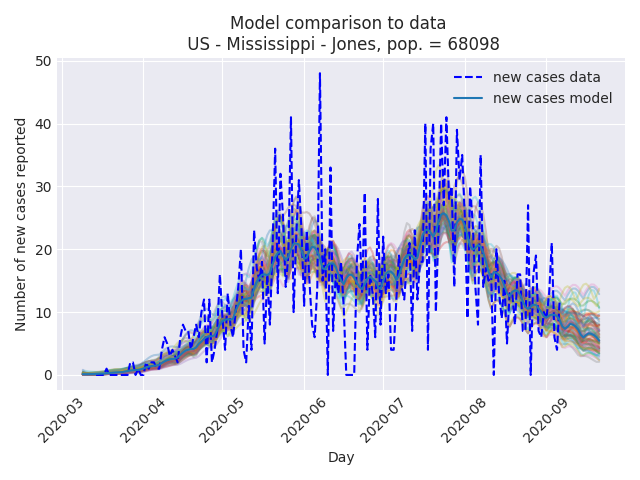 Model comparison to data
US - Mississippi - Jones, pop. = 68098
50
40
30
20
10
0
Number of new cases reported
new cases data
new cases model
2020-03
2020-04
2020-05
2020-06
2020-07
2020-08
2020-09
Day